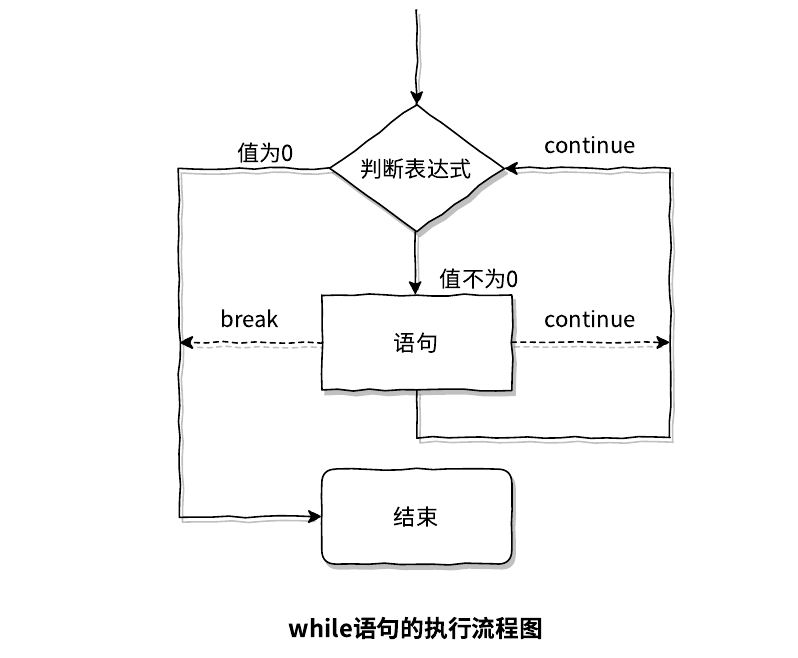 continue
值为0
判断表达式
值不为0
break
continue
语句
结束
while语句的执行流程图